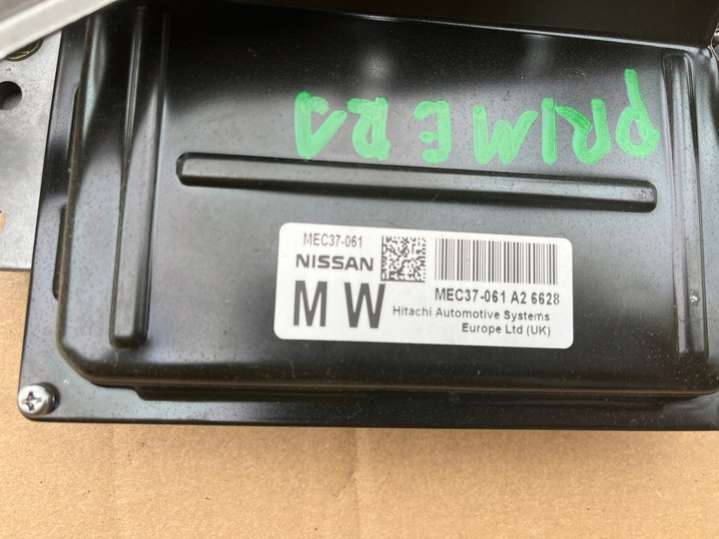 PRIMERA
MEC37-061
NISSAN
M W
MEC37-061 A2 6628
Hitachi Automotive Systems
Europe Ltd (UK)